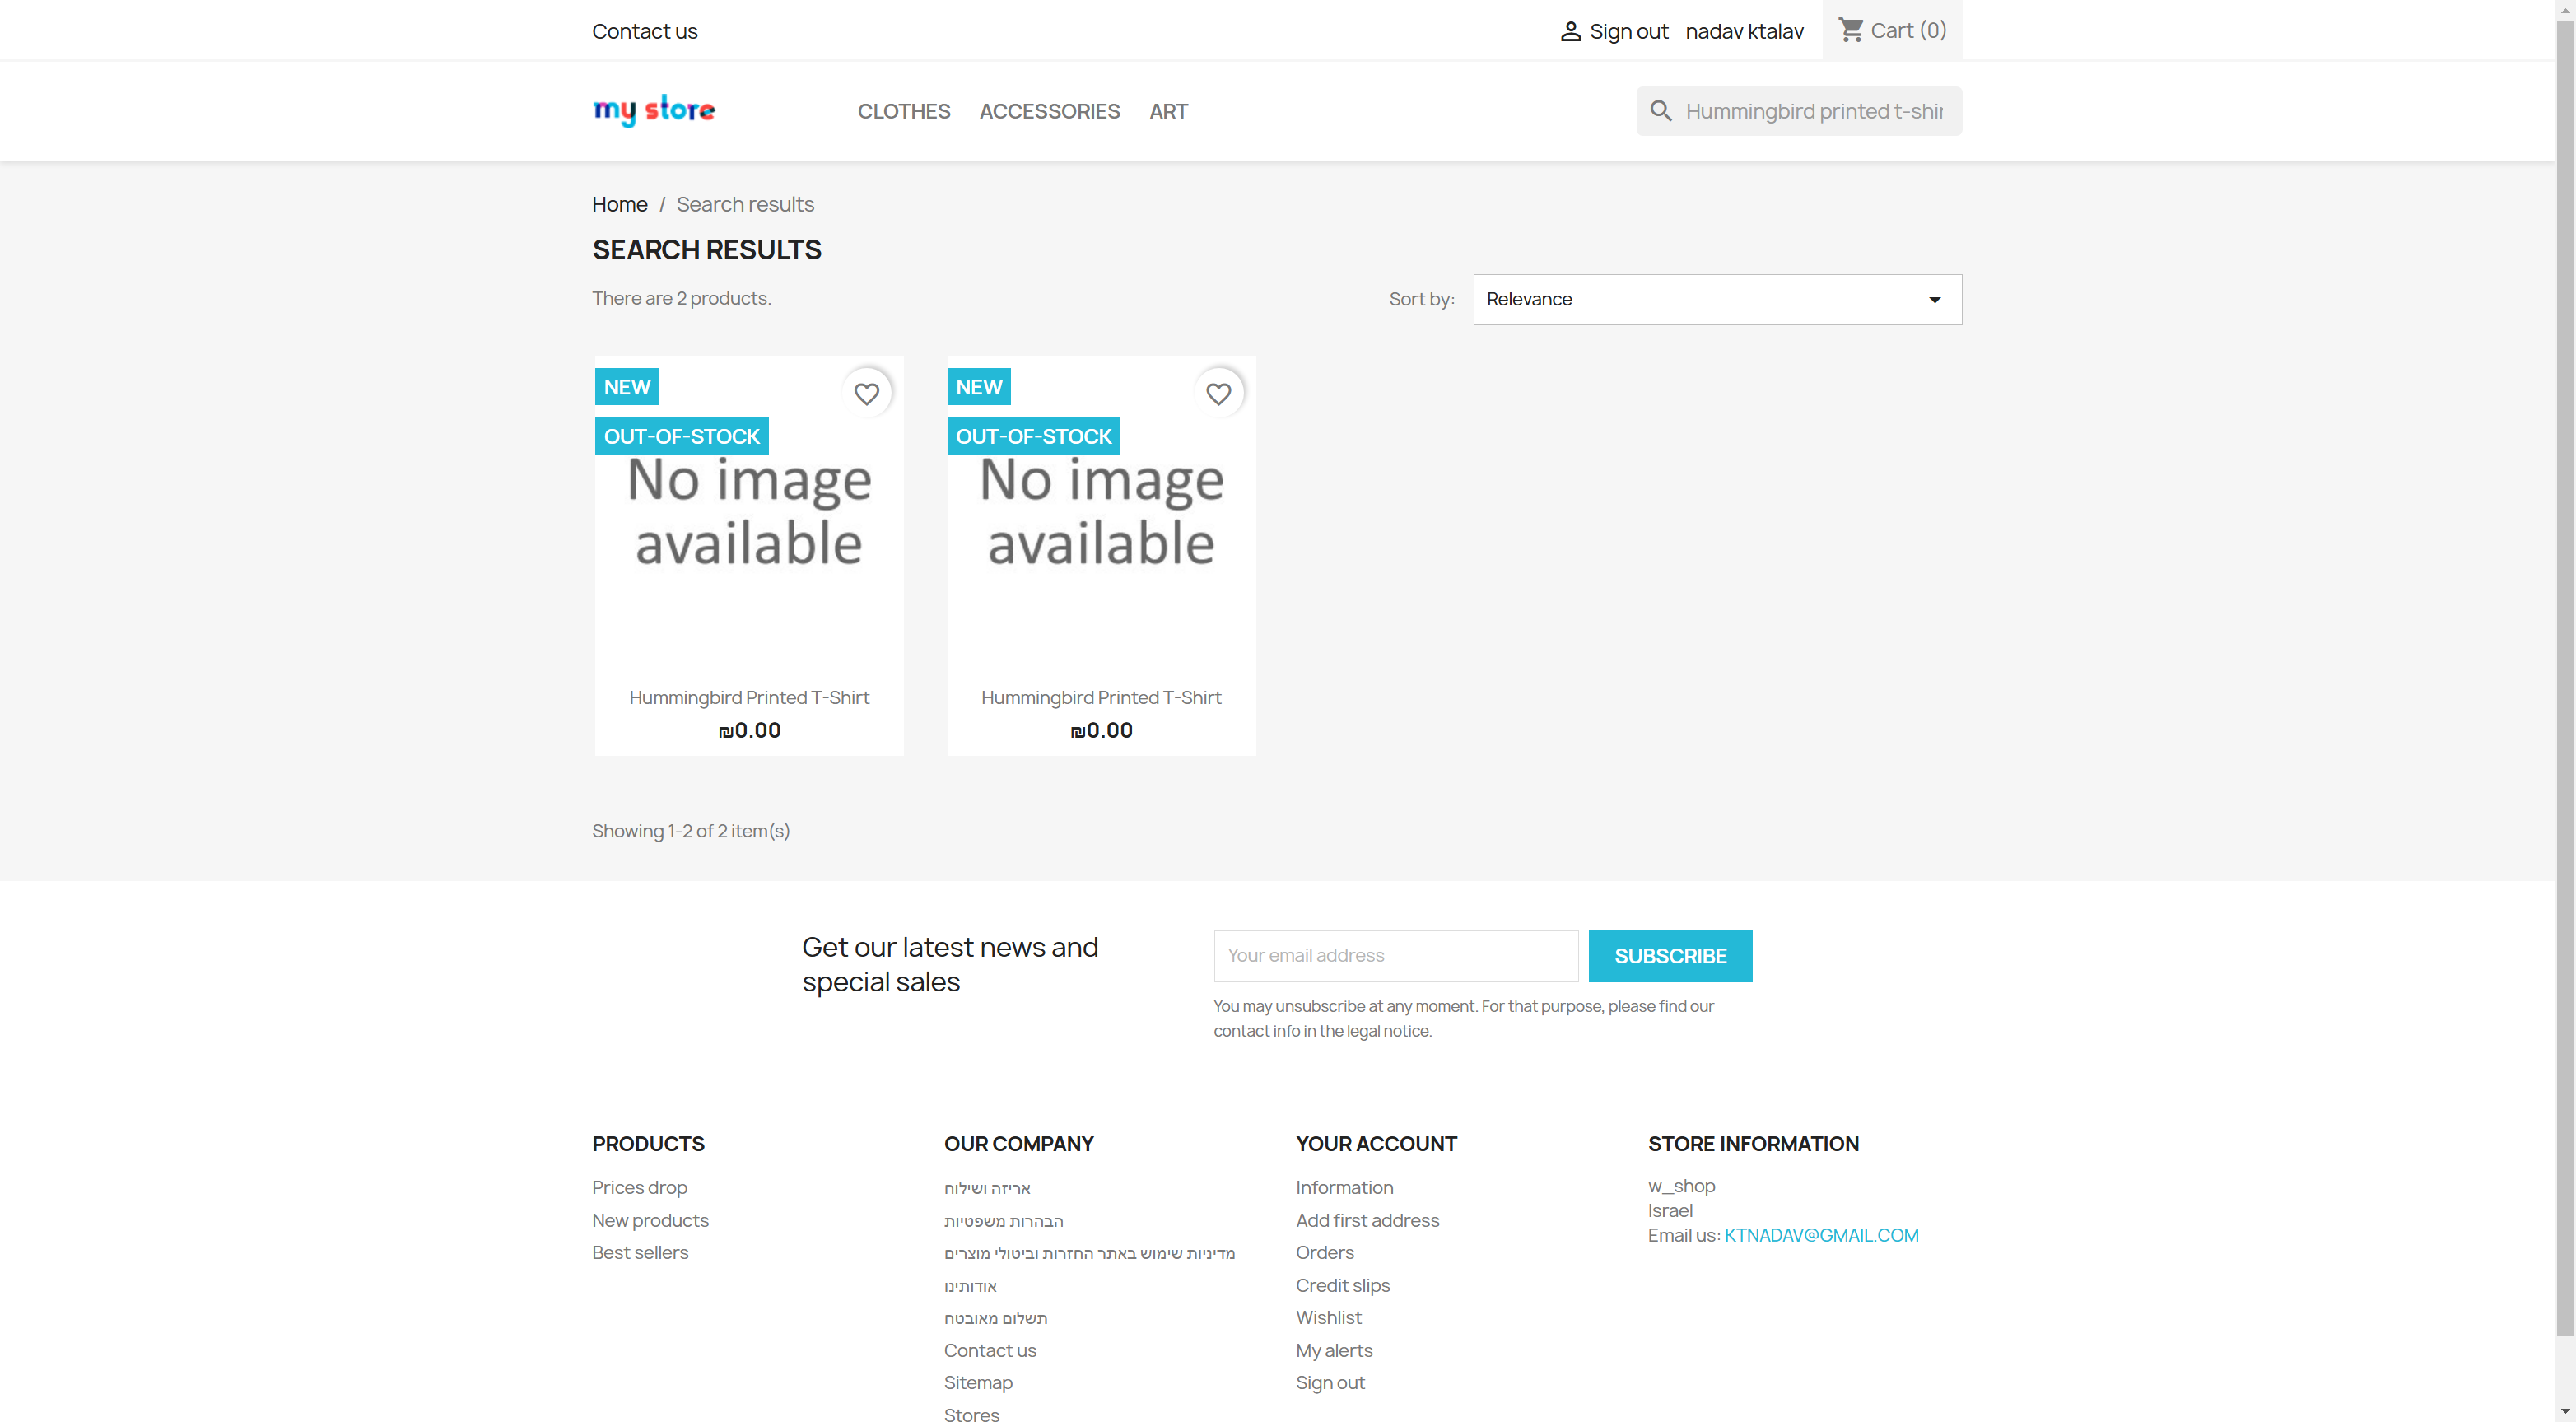 Contact us
Sign out nadav ktalav Cart (0)
my store
CLOTHES ACCESSORIES ART
Hummingbird printed t-shir
Home / Search results
SEARCH RESULTS
There are 2 products.
Sort by: Relevance
NEW
OUT-OF-STOCK
No image
available
Hummingbird Printed T-Shirt
₪0.00
NEW
OUT-OF-STOCK
No image
available
Hummingbird Printed T-Shirt
₪0.00
Showing 1-2 of 2 item(s)
Get our latest news and
special sales
Your email address
SUBSCRIBE
You may unsubscribe at any moment. For that purpose, please find our
contact info in the legal notice.
PRODUCTS
Prices drop
New products
Best sellers
OUR COMPANY
אריזה ושילוח
הבהרות משפטיות
מדיניות שימוש באתר החזרות וביטולי מוצרים
אודותינו
תשלום מאובטח
Contact us
Sitemap
Stores
YOUR ACCOUNT
Information
Add first address
Orders
Credit slips
Wishlist
My alerts
Sign out
STORE INFORMATION
w_shop
Israel
Email us: KTNADAV@GMAIL.COM